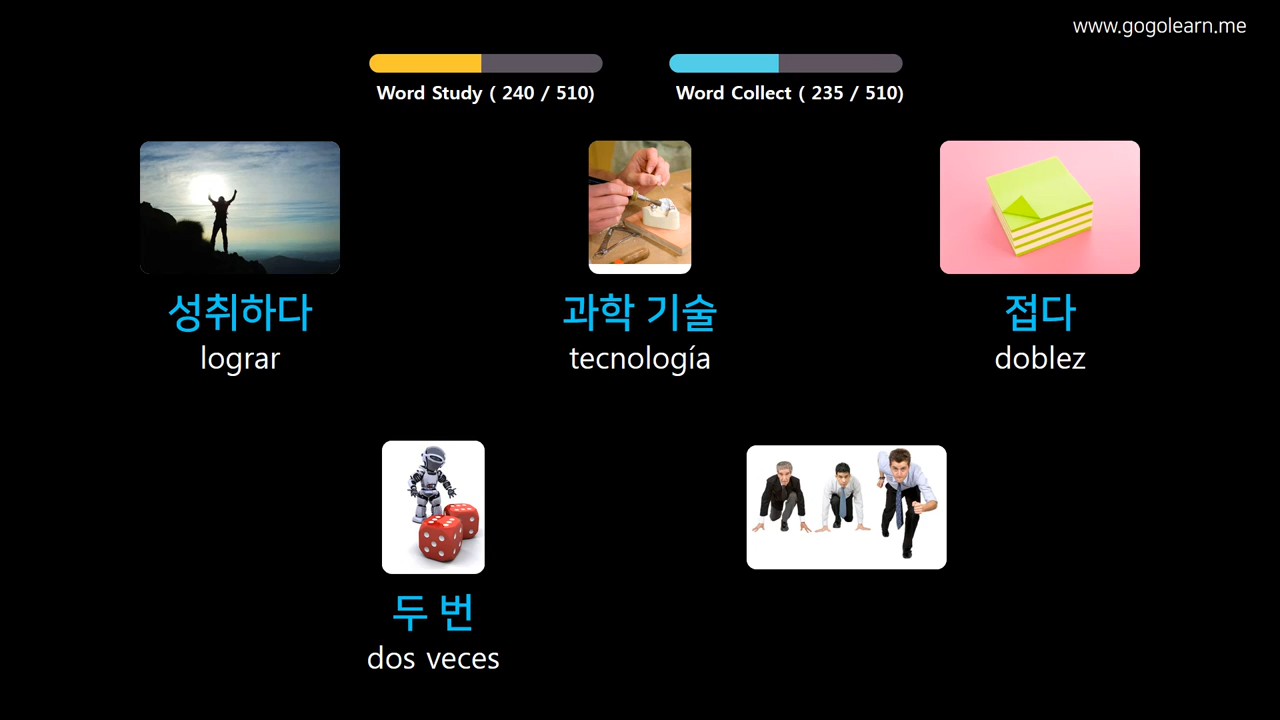 www.gogolearn.me
Word Study ( 240 / 510)
Word Collect ( 235 / 510)
성취하다
lograr
과학 기술
tecnología
접다
doblez
두 번
dos veces